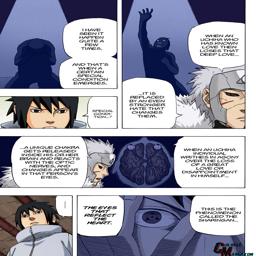 WHEN AN
UCHIHA WHO
HAS KNOWN
LOVE THEN
LOSES THAT
DEEP LOVE...
I HAVE
SEEN IT
HAPPEN
QUITE A
FEW
TIMES.
AND THAT'S
WHEN A
CERTAIN
SPECIAL
CONDITION
EMERGES.
...IT IS
REPLACED
BY AN EVEN
STRONGER
HATE THAT
CHANGES
THEM.
SPECIAL
CONDI-
TION...?
WHEN AN
UCHIHA
INDIVIDUAL
WRITHES IN AGONY
OVER THE LOSS
OF A GREAT
LOVE OR
DISAPPOINTMENT
IN HIMSELF...
...A UNIQUE CHAKRA
GETS RELEASED
INSIDE HIS OR HER
BRAIN AND REACTS
WITH THE OPTIC
NERVES, AND
CHANGES APPEAR
IN THAT PERSON'S
EYES.
THIS IS THE
PHENOMENON
CALLED THE
SHARINGAN...
...THE EYES
THAT
REFLECT
THE
HEART.